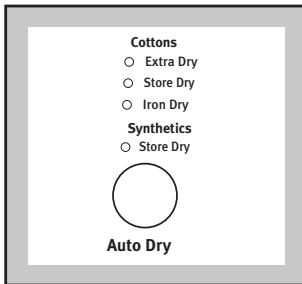 Cottons
Extra Dry
Store Dry
Iron Dry
Synthetics
Store Dry
Auto Dry